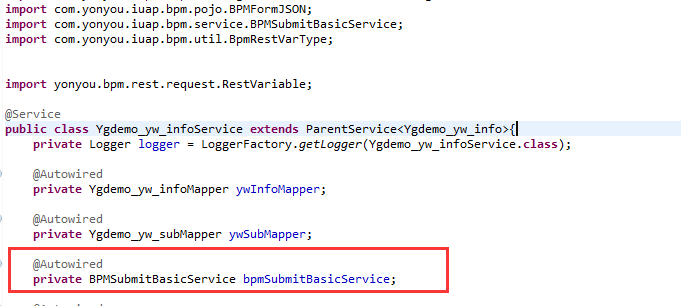 import com.yonyou.iuap.bpm.pojo.BPMFormJSON;
import com.yonyou.iuap.bpm.service.BPMSubmitBasicService;
import com.yonyou.iuap.bpm.util.BpmRestVarType;
import yonyou.bpm.rest.request.RestVariable;
@Service
public class Ygdemo_yw_infoService extends ParentService<Ygdemo_yw_info>{
private Logger logger = LoggerFactory.getLogger(Ygdemo_yw_infoService.class);
@Autowired
private Ygdemo_yw_infoMapper ywInfoMapper;
@Autowired
private Ygdemo_yw_subMapper ywSubMapper;
@Autowired
private BPMSubmitBasicService bpmSubmitBasicService;